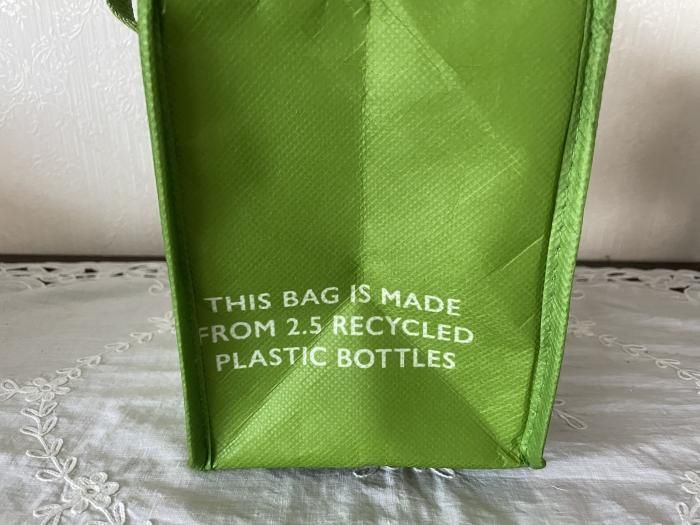 THIS BAG IS MADE
FROM 2.5 RECYCLED
PLASTIC BOTTLES